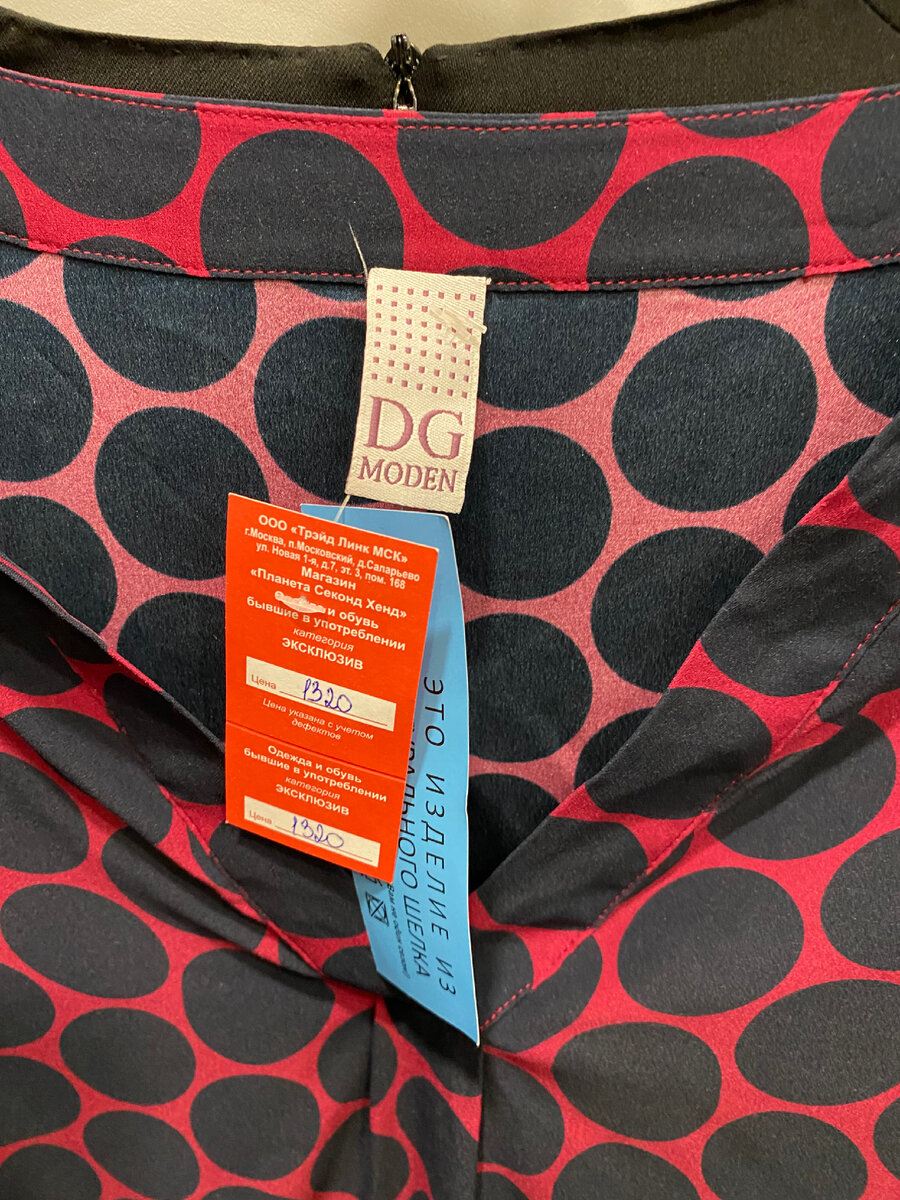 DG
MODEN
ООО «Трэйд Линк МСК»
г.Москва, п.Московский, д.Саларьево
ул. Новая 1-я, д.7, эт. 3, пом. 168
Магазин
«Планета Секонд Хенд»
и обувь
бывшие в употреблении
категория
ЭКСКЛЮЗИВ
Цена 1320
Цена указана с учетом
дефектов
Одежда и обувь
бывшие в употреблении
категория
ЭКСКЛЮЗИВ
Цена 1320
ЭТО ИЗДЕЛИЕ ИЗ
ШЕЛКА